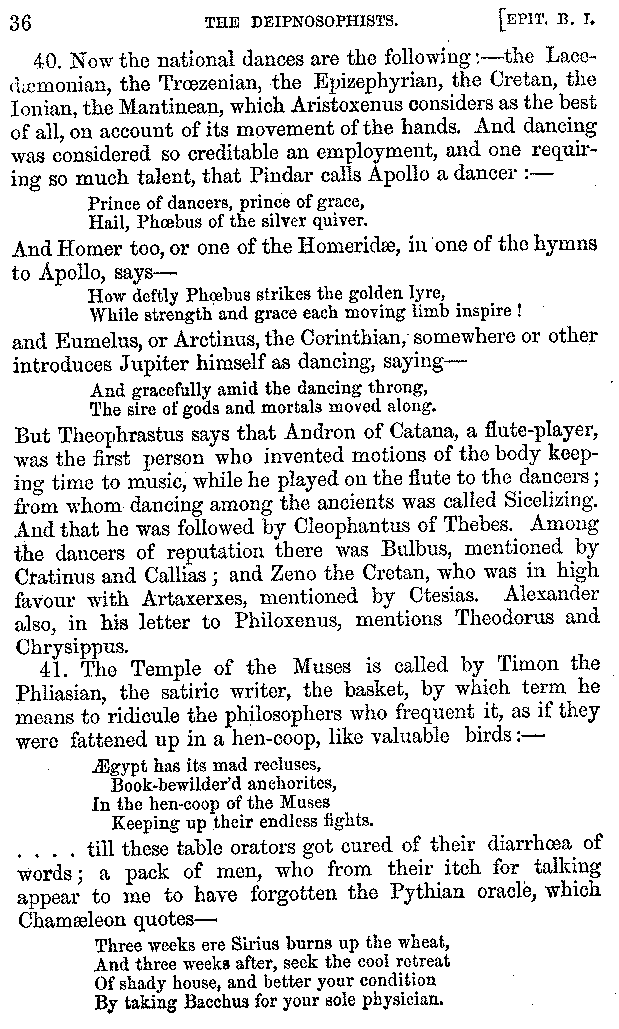 36 THE DEIPNOSOPHISTS. [EPIT. B. I.
40. Now the national dances are the following:—the Lace-
dæmonian, the Trœzenian, the Epizephyrian, the Cretan, the
Ionian, the Mantinean, which Aristoxenus considers as the best
of all, on account of its movement of the hands. And dancing
was considered so creditable an employment, and one requir-
ing so much talent, that Pindar calls Apollo a dancer :—
Prince of dancers, prince of grace,
Hail, Phœbus of the silver quiver.
And Homer too, or one of the Homeridæ, in one of the hymns
to Apollo, says—
How deftly Phœbus strikes the golden lyre,
While strength and grace each moving limb inspire !
and Eumelus, or Arctinus, the Corinthian, somewhere or other
introduces Jupiter himself as dancing, saying—
And gracefully amid the dancing throng,
The sire of gods and mortals moved along.
But Theophrastus says that Andron of Catana, a flute-player,
was the first person who invented motions of the body keep-
ing time to music, while he played on the flute to the dancers ;
from whom dancing among the ancients was called Sicelizing.
And that he was followed by Cleophantus of Thebes. Among
the dancers of reputation there was Bulbus, mentioned by
Cratinus and Callias ; and Zeno the Cretan, who was in high
favour with Artaxerxes, mentioned by Ctesias. Alexander
also, in his letter to Philoxenus, mentions Theodorus and
Chrysippus.
41. The Temple of the Muses is called by Timon the
Phliasian, the satiric writer, the basket, by which term he
means to ridicule the philosophers who frequent it, as if they
were fattened up in a hen-coop, like valuable birds :—
Ægypt has its mad recluses,
Book-bewilder'd anchorites,
In the hen-coop of the Muses
Keeping up their endless fights.
. . . . till these table orators got cured of their diarrhœa of
words ; a pack of men, who from their itch for talking
appear to me to have forgotten the Pythian oracle, which
Chamæleon quotes—
Three weeks ere Sirius burns up the wheat,
And three weeks after, seek the cool retreat
Of shady house, and better your condition
By taking Bacchus for your sole physician.